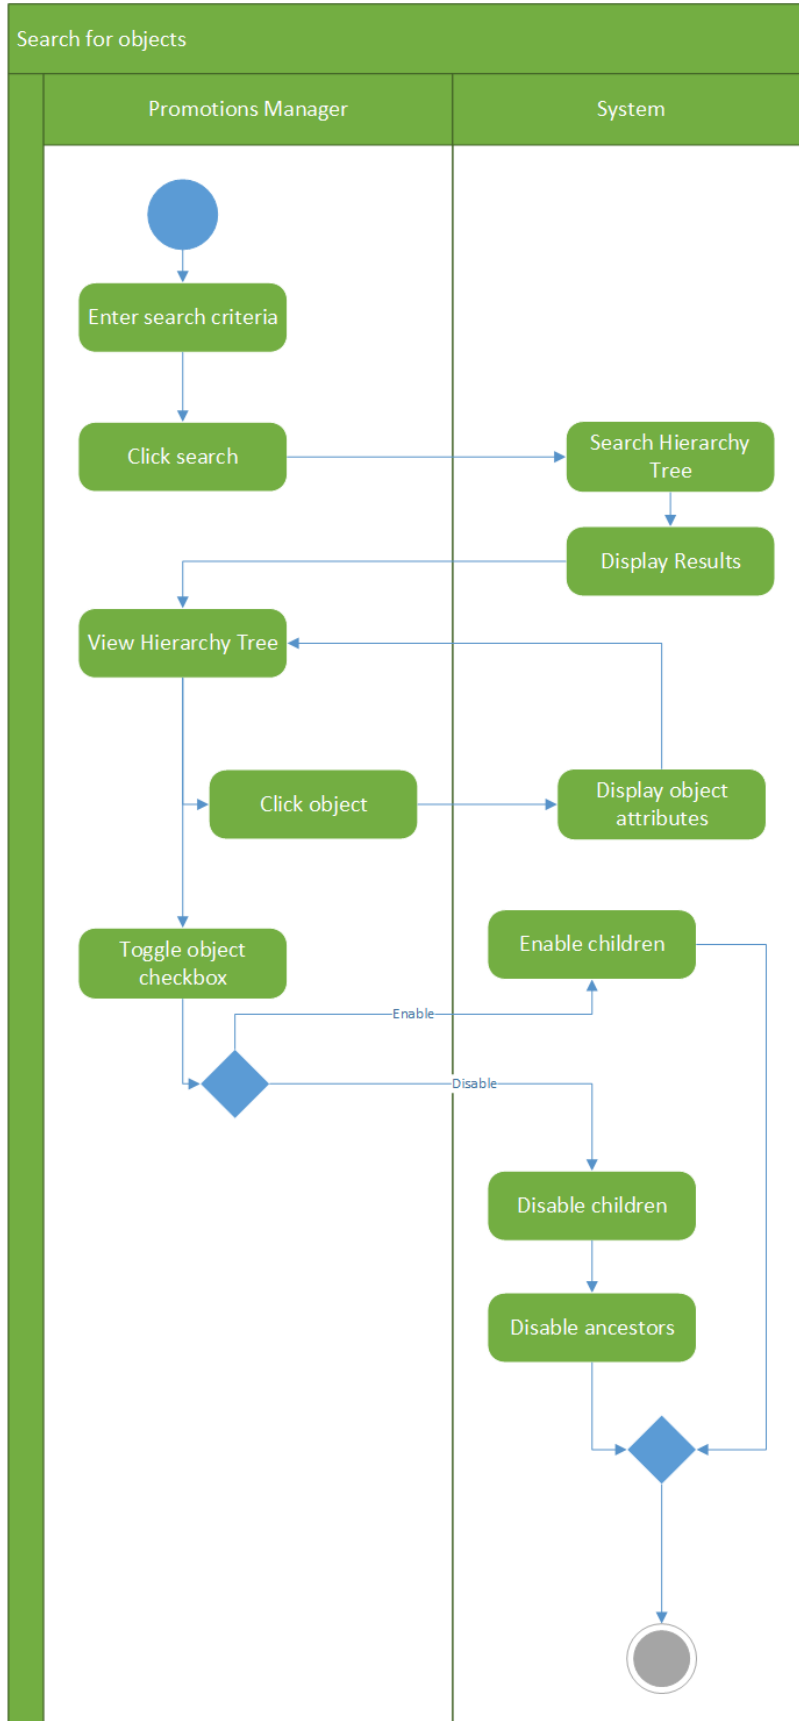 Search for objects
Promotions Manager
System
Enter search criteria
Click search
Search Hierarchy
Tree
Display Results
View Hierarchy Tree
Click object
Display object
attributes
Toggle object
checkbox
Enable children
Enable
Disable
Disable children
Disable ancestors